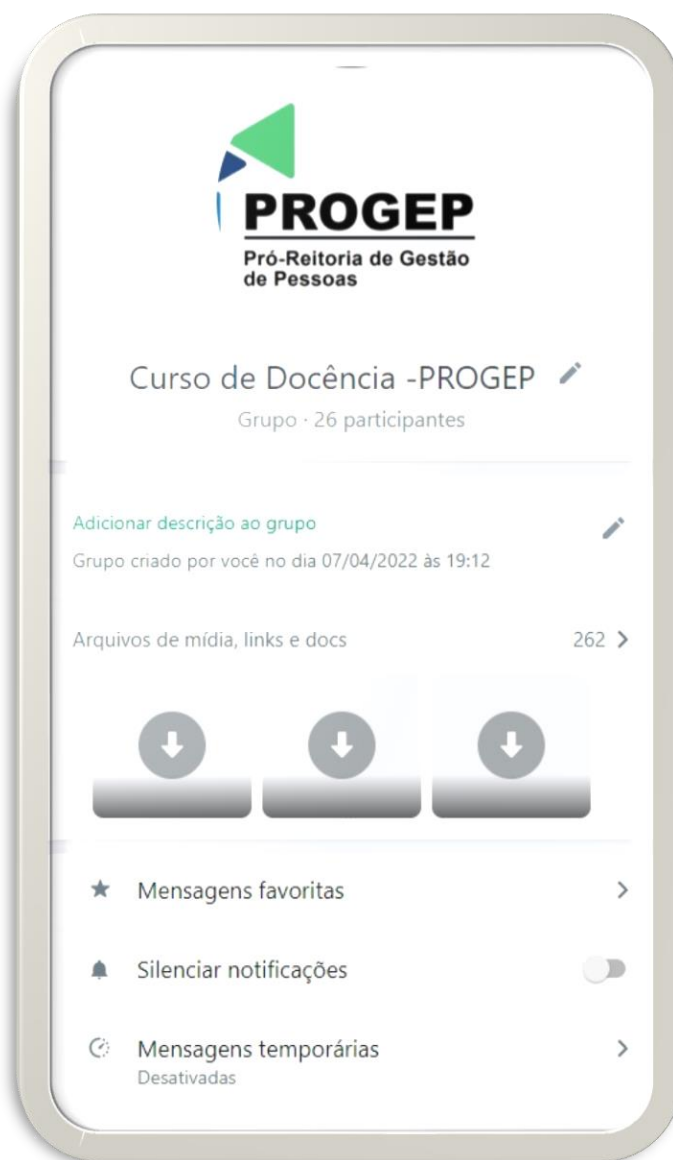 PROGEP
Pró-Reitoria de Gestão
de Pessoas
Curso de Docência -PROGEP
Grupo · 26 participantes
Adicionar descrição ao grupo
Grupo criado por você no dia 07/04/2022 às 19:12
Arquivos de mídia, links e docs 262
Mensagens favoritas
Silenciar notificações
Mensagens temporárias
Desativadas